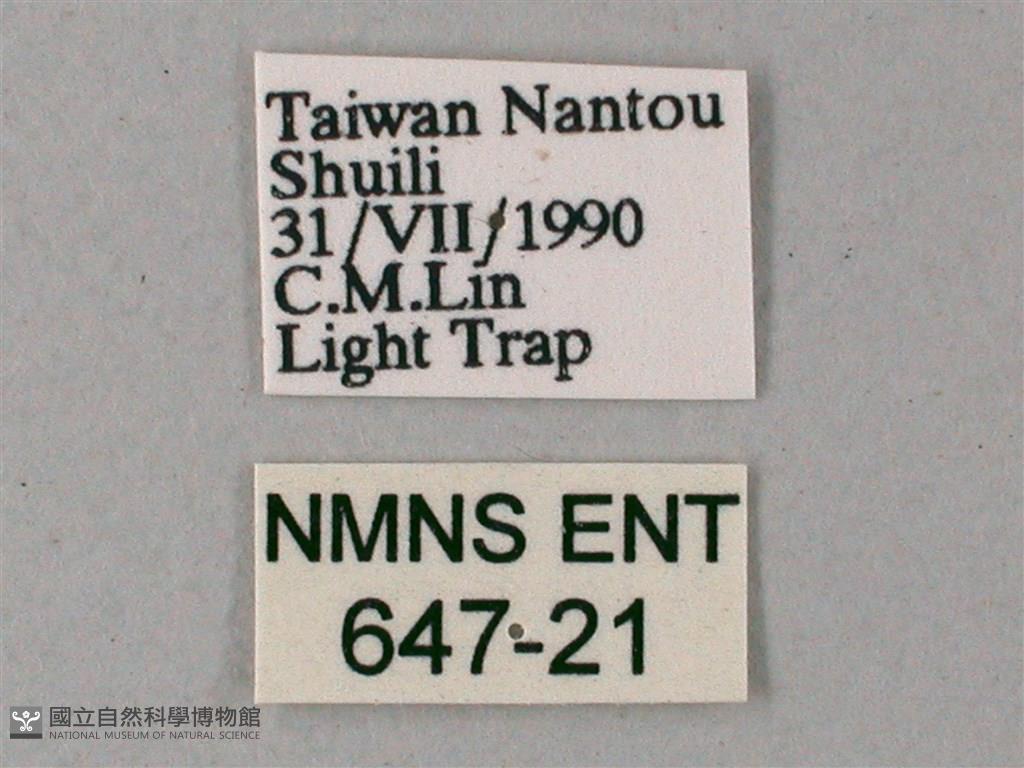 Taiwan Nantou
Shuili
31/VII/1990
C.M.Lin
Light Trap
NMNS ENT
647-21
國立自然科學博物館
NATIONAL MUSEUM OF NATURAL SCIENCE